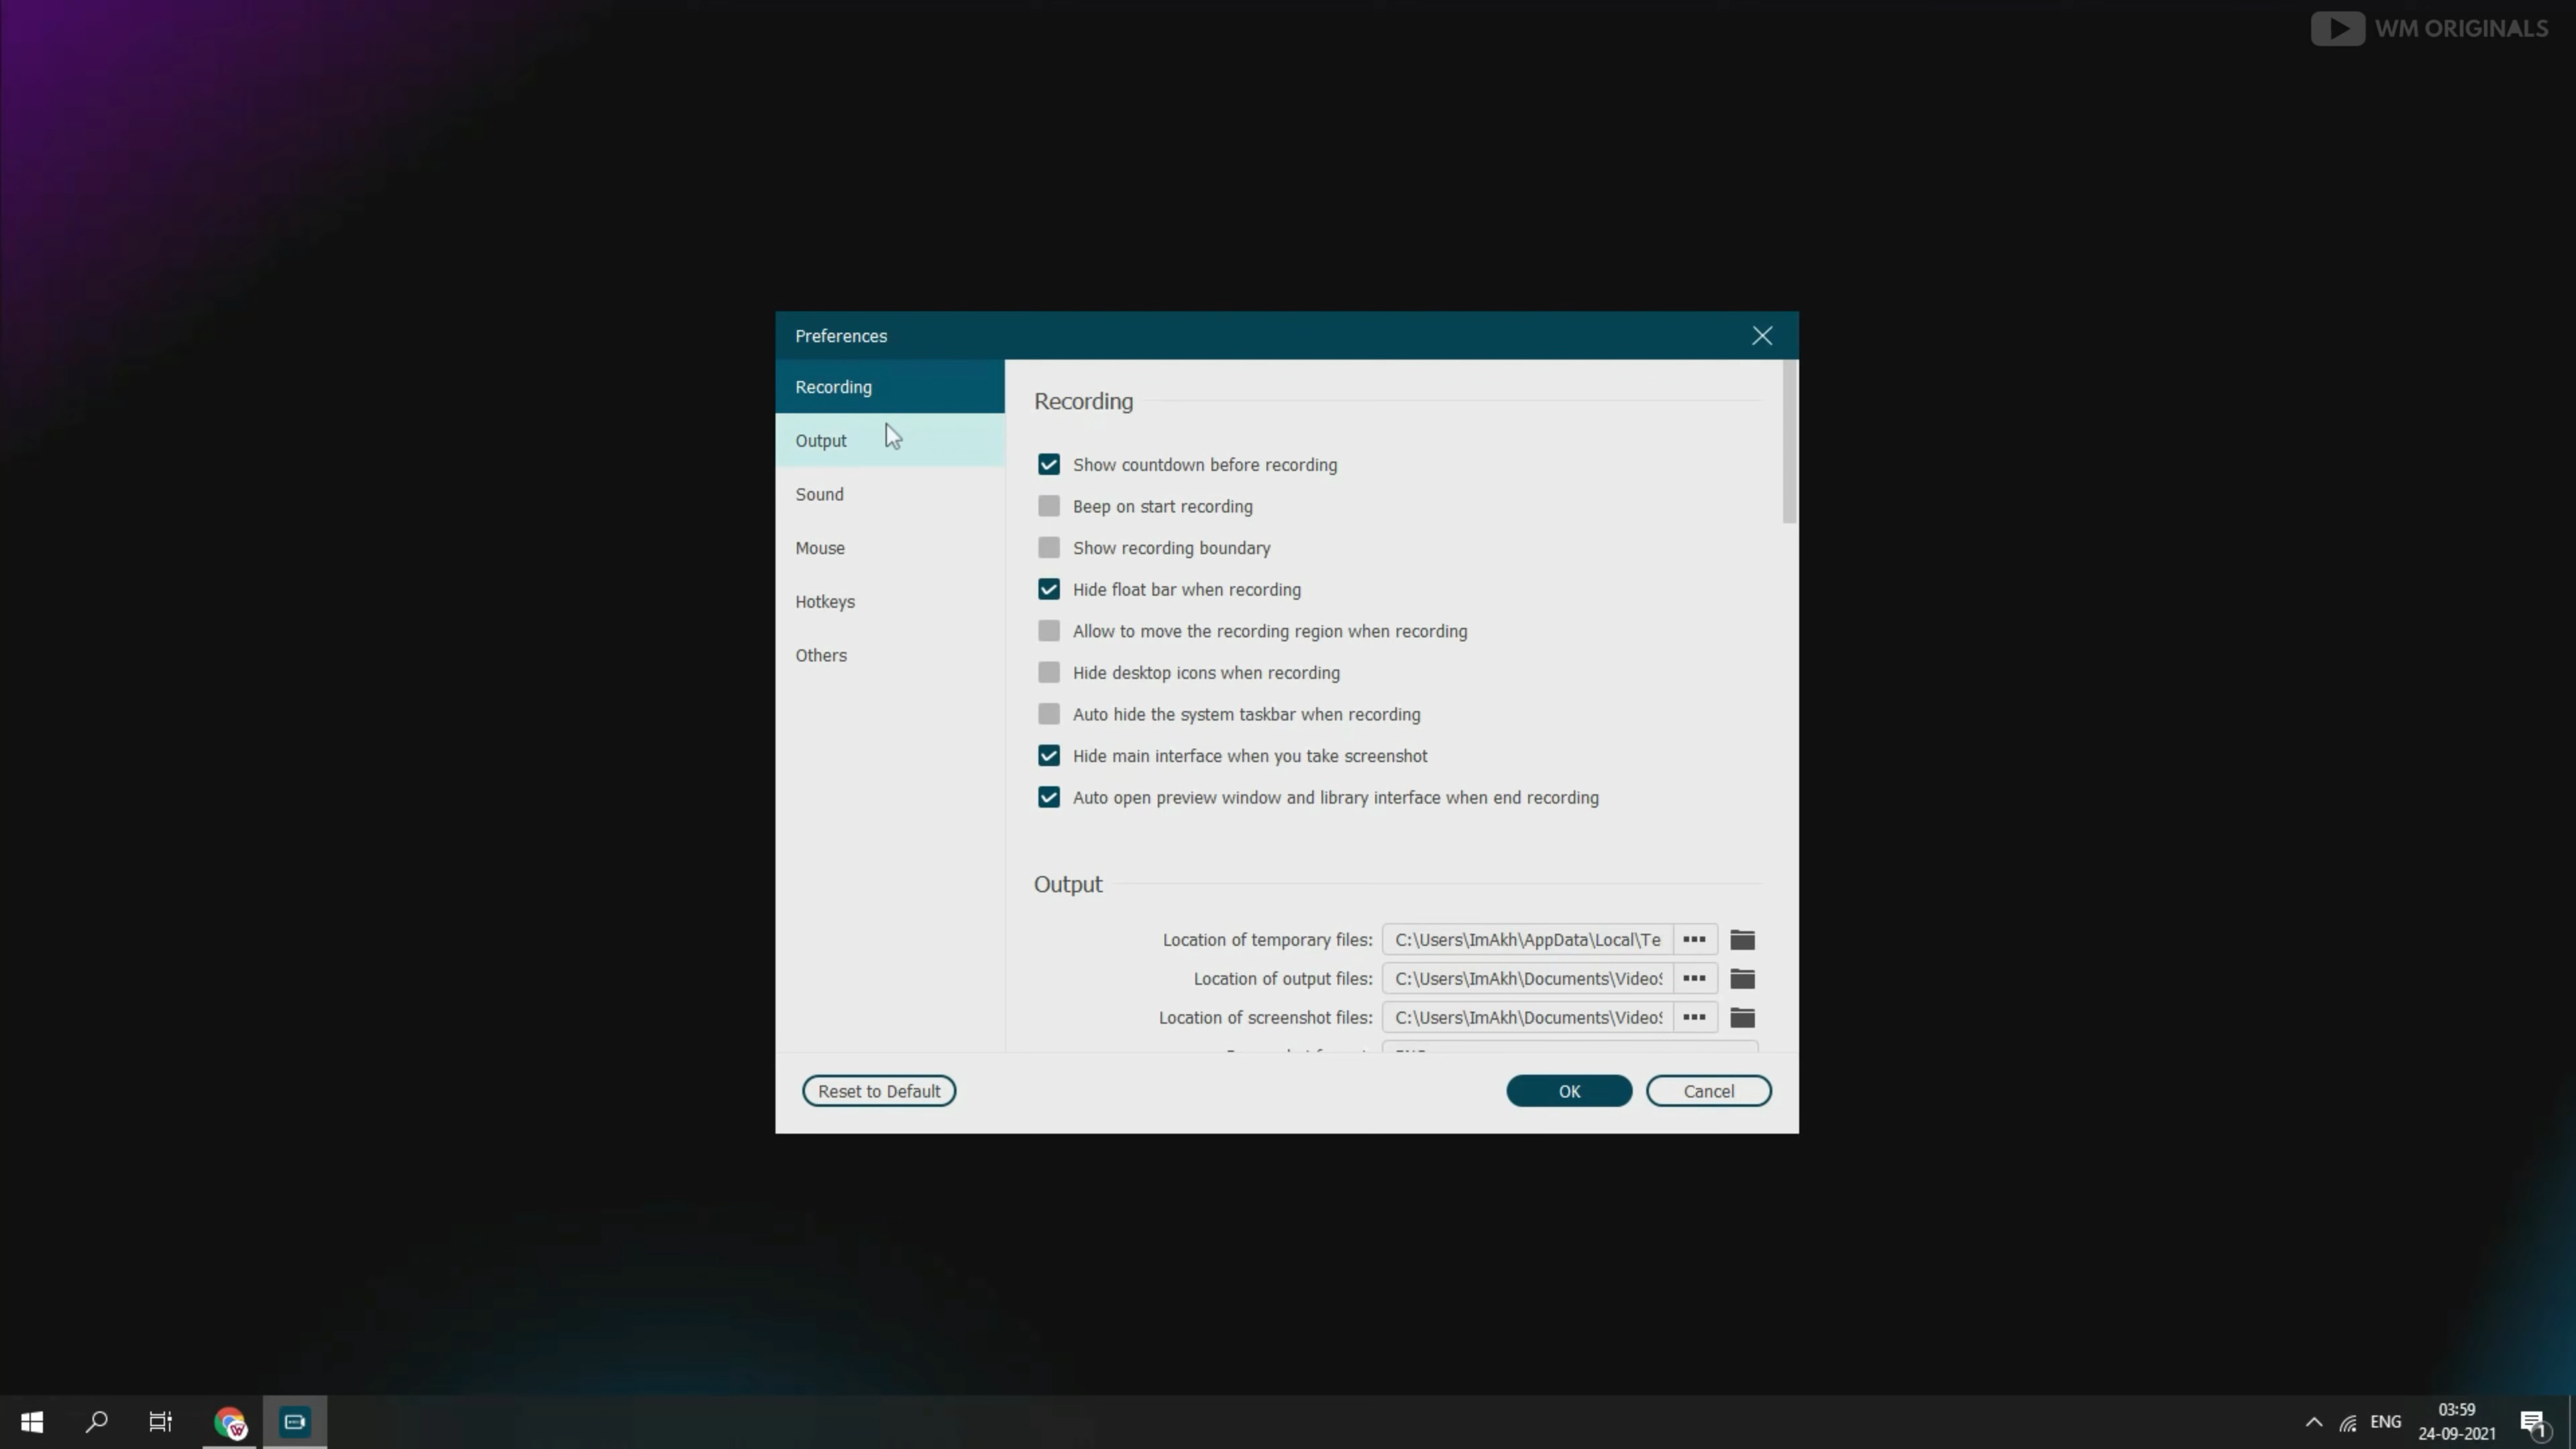 WM ORIGINALS
Preferences
Recording
Output
Sound
Mouse
Hotkeys
Others
Recording
Show countdown before recording
Beep on start recording
Show recording boundary
Hide float bar when recording
Allow to move the recording region when recording
Hide desktop icons when recording
Auto hide the system taskbar when recording
Hide main interface when you take screenshot
Auto open preview window and library interface when end recording
Output
Location of temporary files: C:\Users\ImAkh\AppData\Local\Te
Location of output files: C:\Users\ImAkh\Documents\Video
Location of screenshot files: C:\Users\ImAkh\Documents\Video
Reset to Default
OK
Cancel
ENG
03:59
24-09-2021
1